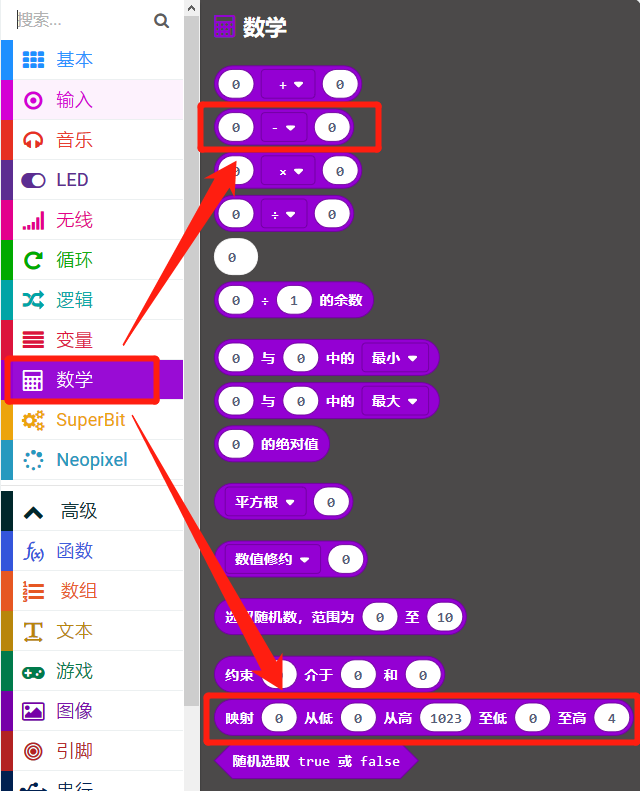 搜索...
基本
输入
音乐
LED
无线
循环
逻辑
变量
数学
SuperBit
Neopixel
高级
函数
数组
文本
游戏
图像
引脚
串行
数学
0 + 0
0 - 0
0 × 0
0 ÷ 0
0
0 ÷ 1 的余数
0 与 0 中的 最小
0 与 0 中的 最大
0 的绝对值
平方根 0
数值修约 0
选取随机数，范围为 0 至 10
约束 0 介于 0 和 0
映射 0 从低 0 从高 1023 至低 0 至高 4
随机选取 true 或 false